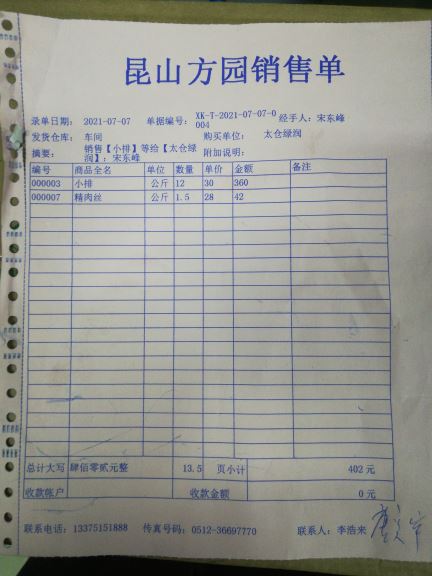 昆山方园销售单
录单日期： 2021-07-07 单据编号： XK-T-2021-07-07-0004 经手人：宋东峰
发货仓库： 车间 购买单位： 太仓绿润
摘要： 销售【小排】等给【太仓绿润】：宋东峰 附加说明：
编号 商品全名 单位 数量 单价 金额 备注
000003 小排 公斤 12 30 360
000007 精肉丝 公斤 1.5 28 42
总计大写 肆佰零贰元整 13.5 页小计 402 元
收款帐户 收款金额 0 元
联系电话：13375151888 传真号码：0512-36697770 联系人：李浩来